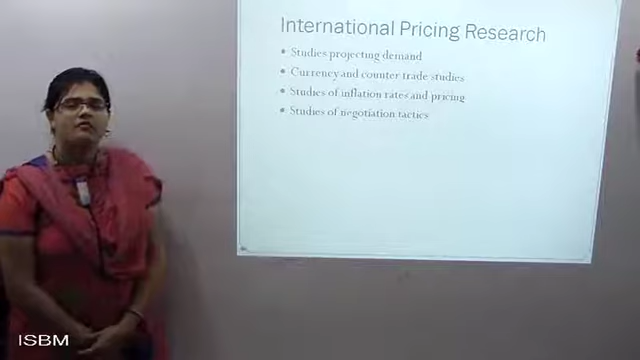 International Pricing Research
• Studies projecting demand
• Currency and counter trade studies
• Studies of inflation rates and pricing
• Studies of negotiation tactics
ISBM